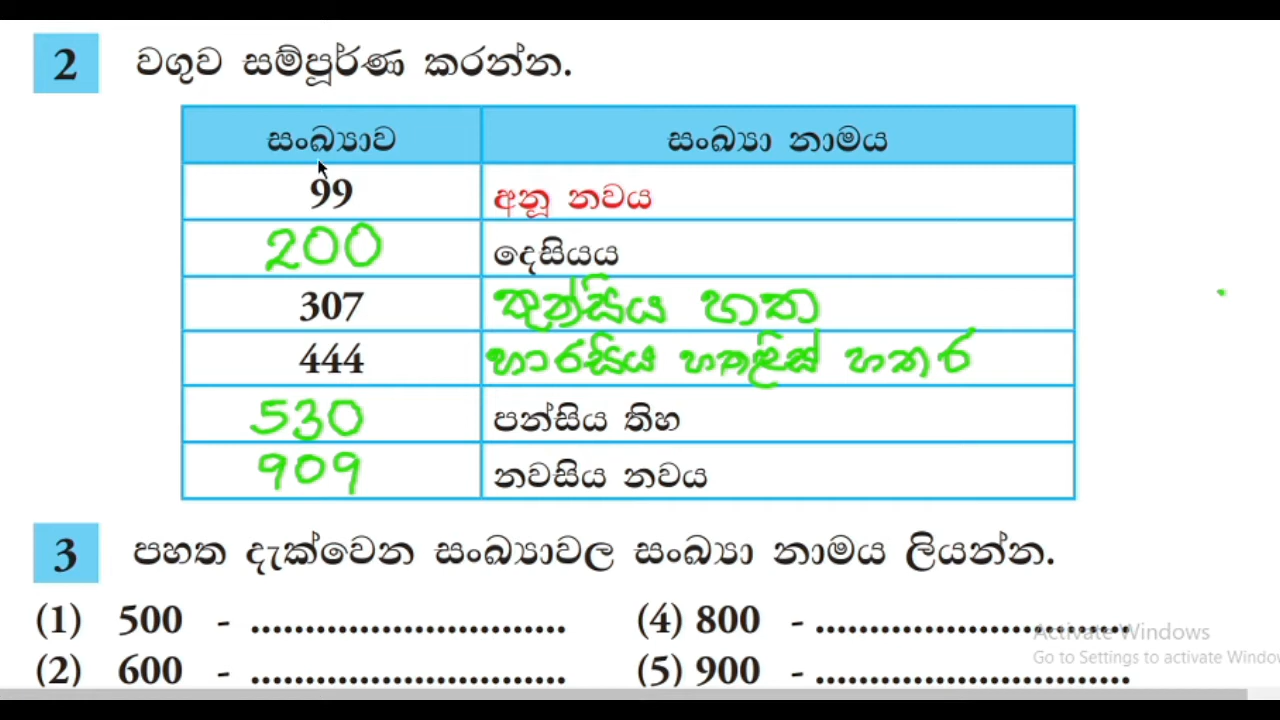 2 වගුව සම්පූර්ණ කරන්න.
සංඛ්‍යාව සංඛ්‍යා නාමය
99 අනූ නවය
200 දෙසියය
307 තුන්සිය හත
444 හාරසිය හතළිස් හතර
530 පන්සිය තිහ
909 නවසිය නවය
3 පහත දැක්වෙන සංඛ්‍යාවල සංඛ්‍යා නාමය ලියන්න.
(1) 500 - ............................. (4) 800 - .............................
Activate Windows
(2) 600 - ............................. (5) 900 - .............................
Go to Settings to activate Windo